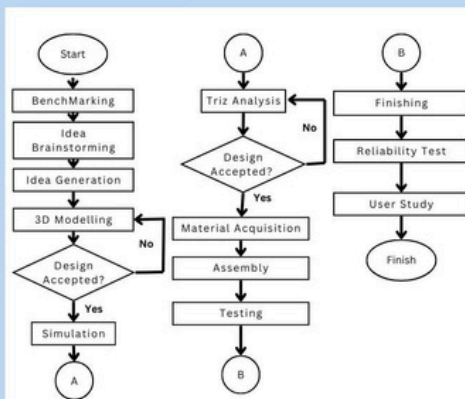 Start
BenchMarking
Idea
Brainstorming
Idea Generation
3D Modelling
No
Design
Accepted?
Yes
Simulation
A
A
Triz Analysis
No
Design
Accepted?
Yes
Material Acquisition
Assembly
Testing
B
B
Finishing
Reliability Test
User Study
Finish